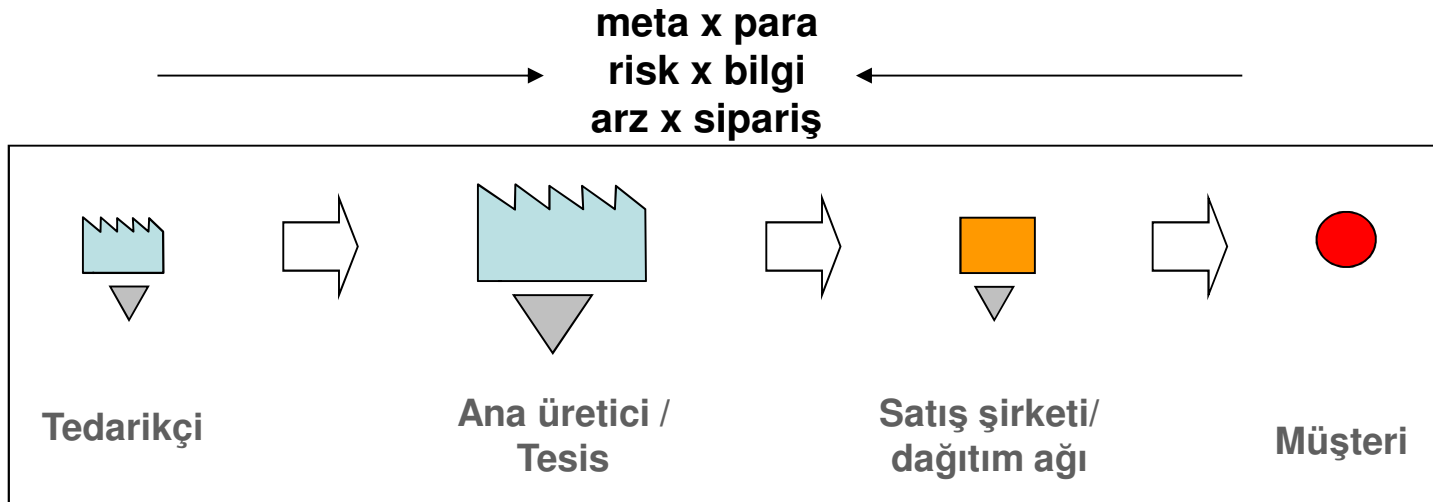 meta x para
risk x bilgi
arz x sipariş
Tedarikçi
Ana üretici /
Tesis
Satış şirketi/
dağıtım ağı
Müşteri